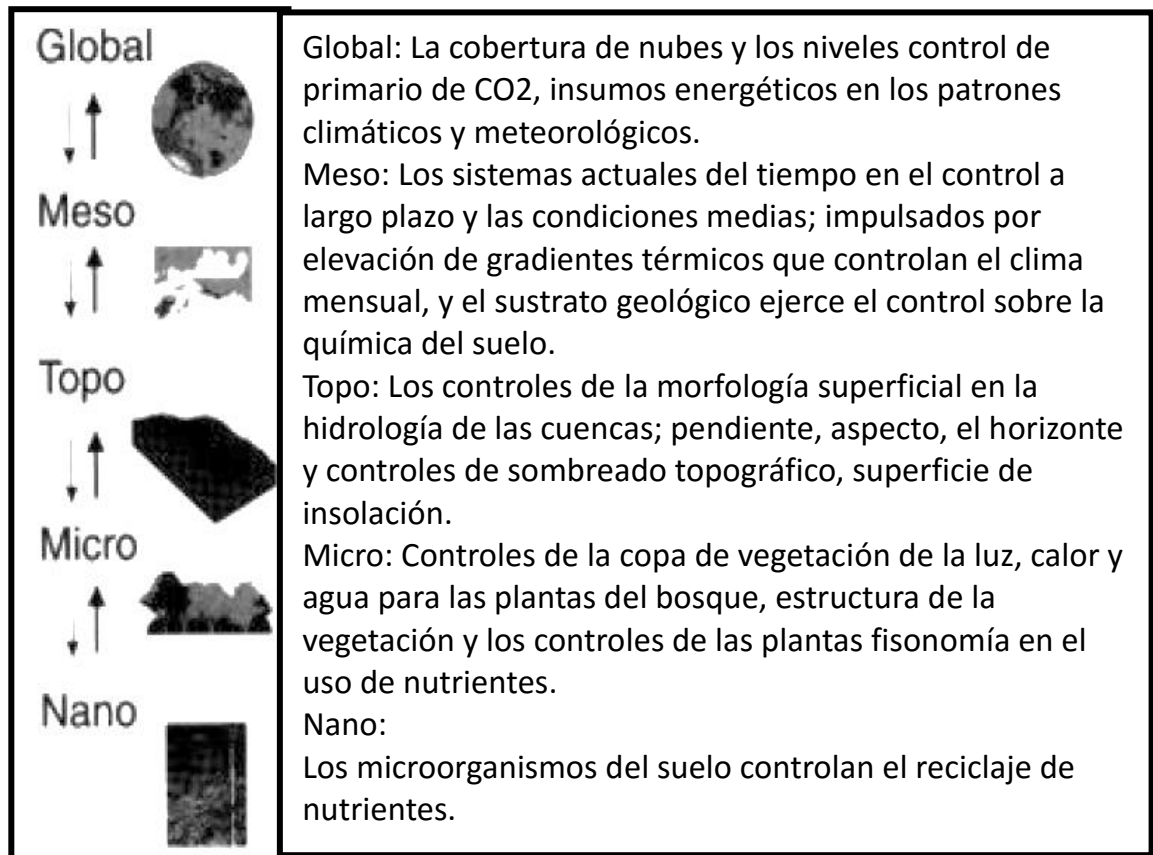 Global
Meso
Topo
Micro
Nano
Global: La cobertura de nubes y los niveles control de
primario de CO2, insumos energéticos en los patrones
climáticos y meteorológicos.
Meso: Los sistemas actuales del tiempo en el control a
largo plazo y las condiciones medias; impulsados por
elevación de gradientes térmicos que controlan el clima
mensual, y el sustrato geológico ejerce el control sobre la
química del suelo.
Topo: Los controles de la morfología superficial en la
hidrología de las cuencas; pendiente, aspecto, el horizonte
y controles de sombreado topográfico, superficie de
insolación.
Micro: Controles de la copa de vegetación de la luz, calor y
agua para las plantas del bosque, estructura de la
vegetación y los controles de las plantas fisonomía en el
uso de nutrientes.
Nano:
Los microorganismos del suelo controlan el reciclaje de
nutrientes.